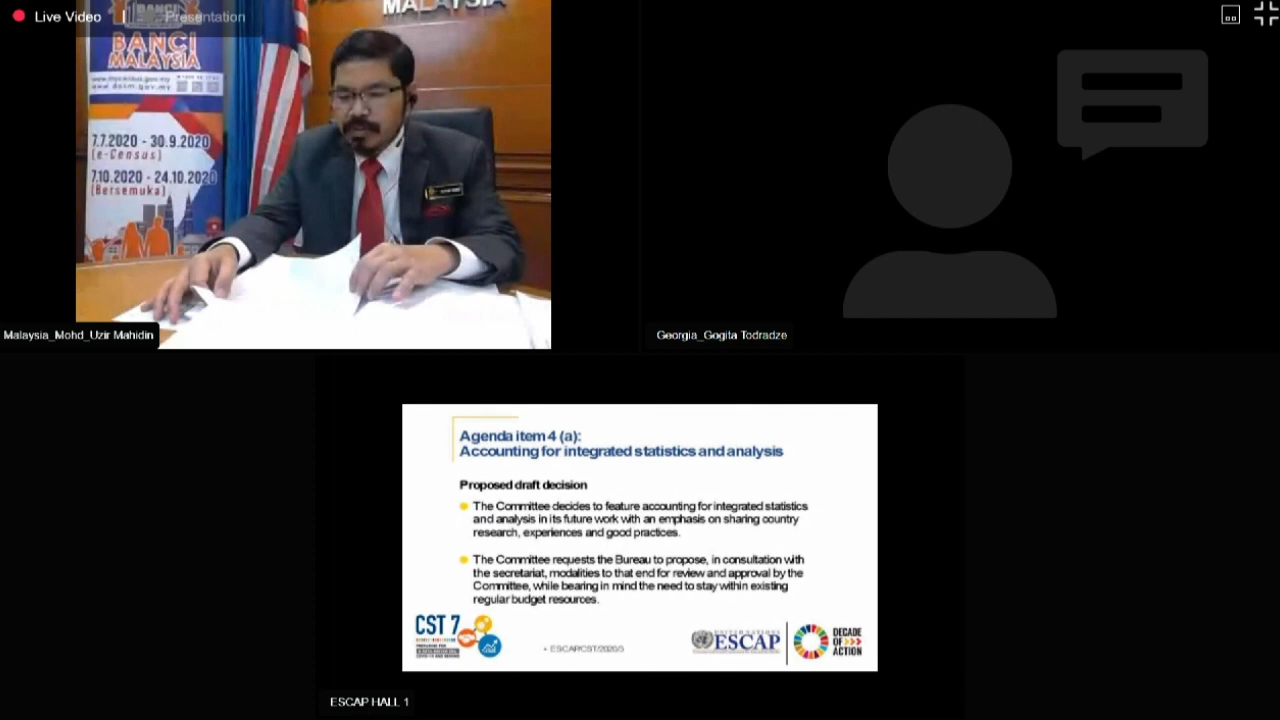 Live Video
Presentation
MALAYSIA
BANCI
MALAYSIA
7.7.2020 - 30.9.2020
(e-Census)
7.10.2020 - 24.10.2020
(Bersemuka)
Malaysia_Mohd_Uzir Mahidin
Georgia_Gogita Todradze
Agenda item 4 (a):
Accounting for integrated statistics and analysis
Proposed draft decision
The Committee decides to feature accounting for integrated statistics
and analysis in its future work with an emphasis on sharing country
research, experiences and good practices.
The Committee requests the Bureau to propose, in consultation with
the secretariat, modalities to that end for review and approval by the
Committee, while bearing in mind the need to stay within existing
regular budget resources.
CST 7
UNITED NATIONS
ESCAP
DECADE
OF>>>
ACTION
ESCAP HALL 1